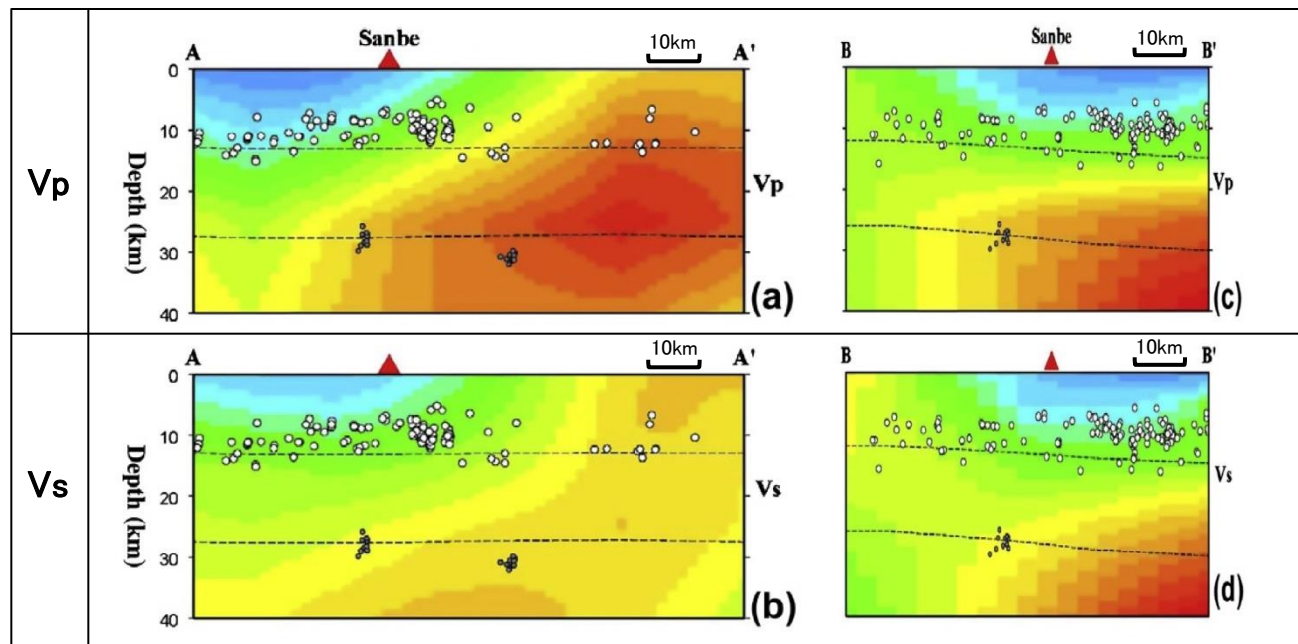 Vp
A
Sanbe
10km
A'
0
10
20
30
40
Depth (km)
Vp
(a)
B
Sanbe
10km
B'
Vp
(c)
Vs
A
10km
A'
0
10
20
30
40
Depth (km)
Vs
(b)
B
10km
B'
Vs
(d)